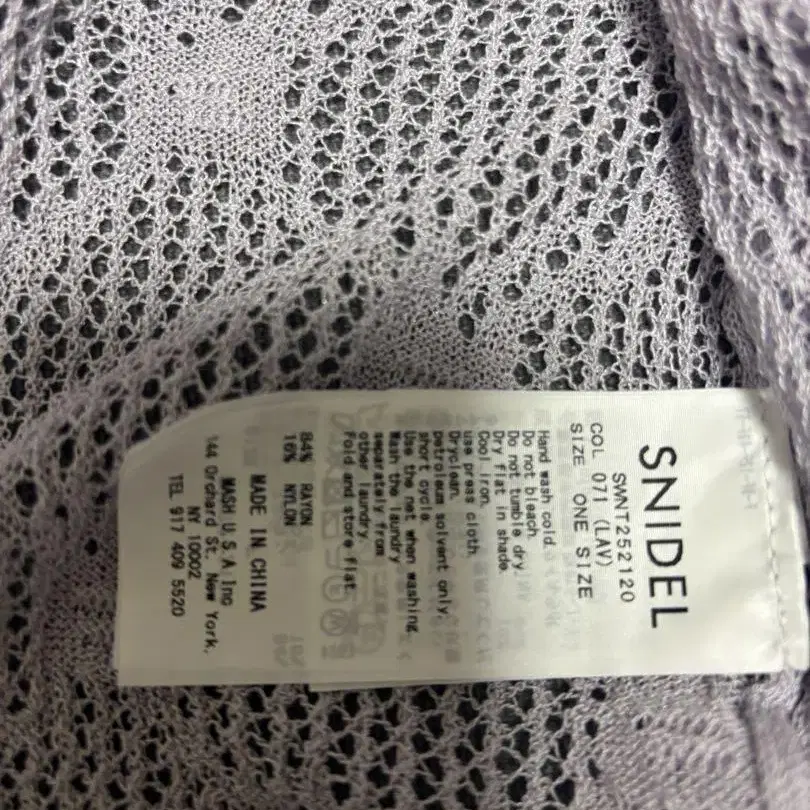 SNIDEL
SWNT252120
COL 071 (LAV)
SIZE ONE SIZE
Hand wash cold.
Do not bleach.
Do not tumble dry.
Dry flat in shade.
Cool iron.
use press cloth.
Dryclean.
petroleum solvent only.
short cycle.
Use the net when washing.
Wash the laundry
separately from
other laundry.
Fold and store flat.
84% RAYON
16% NYLON
MADE IN CHINA
MASH U.S.A Inc
144 Orchard St. New York,
NY 10002
TEL 917 409 5520